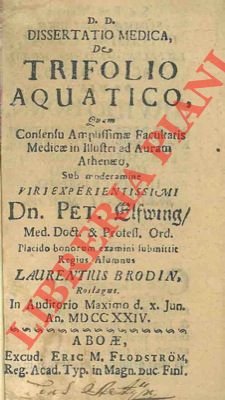 D. D.
DISSERTATIO MEDICA,
De
TRIFOLIO
AQUATICO,
Quam
Consensu Amplissimæ Facultatis
Medicæ in Illustri ad Auram
Athenæo,
Sub moderamine
VIRI EXPERIENTISSIMI
Dn. PET. Elfwing/
Med. Doct. & Profess. Ord.
Placido bonorum examini submittit
Regius Alumnus
LAURENTIUS BRODIN,
Roslagus.
In Auditorio Maximo d. x. Jun.
An. MDCCXXIV.
ABOÆ,
Excud. ERIC M. FLODSTRÖM,
Reg. Acad. Typ. in Magn. duc Finl.
LIBRERIA MALAVASI